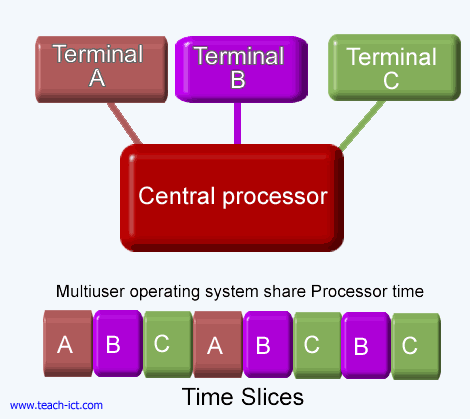 Terminal
A
Terminal
B
Terminal
C
Central processor
Multiuser operating system share Processor time
A B C A B C B C
Time Slices
www.teach-ict.com